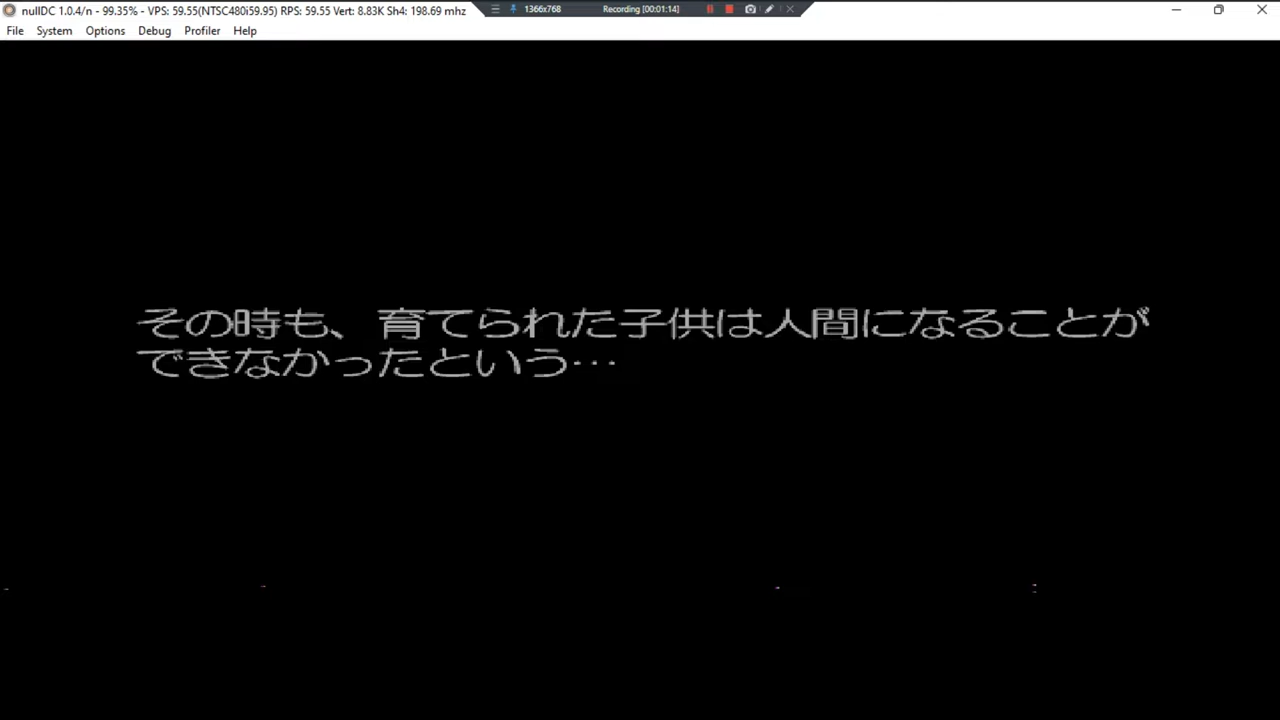 nullDC 1.0.4/n - 99.35% - VPS: 59.55(NTSC480i59.95) RPS: 59.55 Vert: 8.83K Sh4: 198.69 mhz
1366x768
Recording [00:01:14]
File System Options Debug Profiler Help
その時も、育てられた子供は人間になることが
できなかったという…